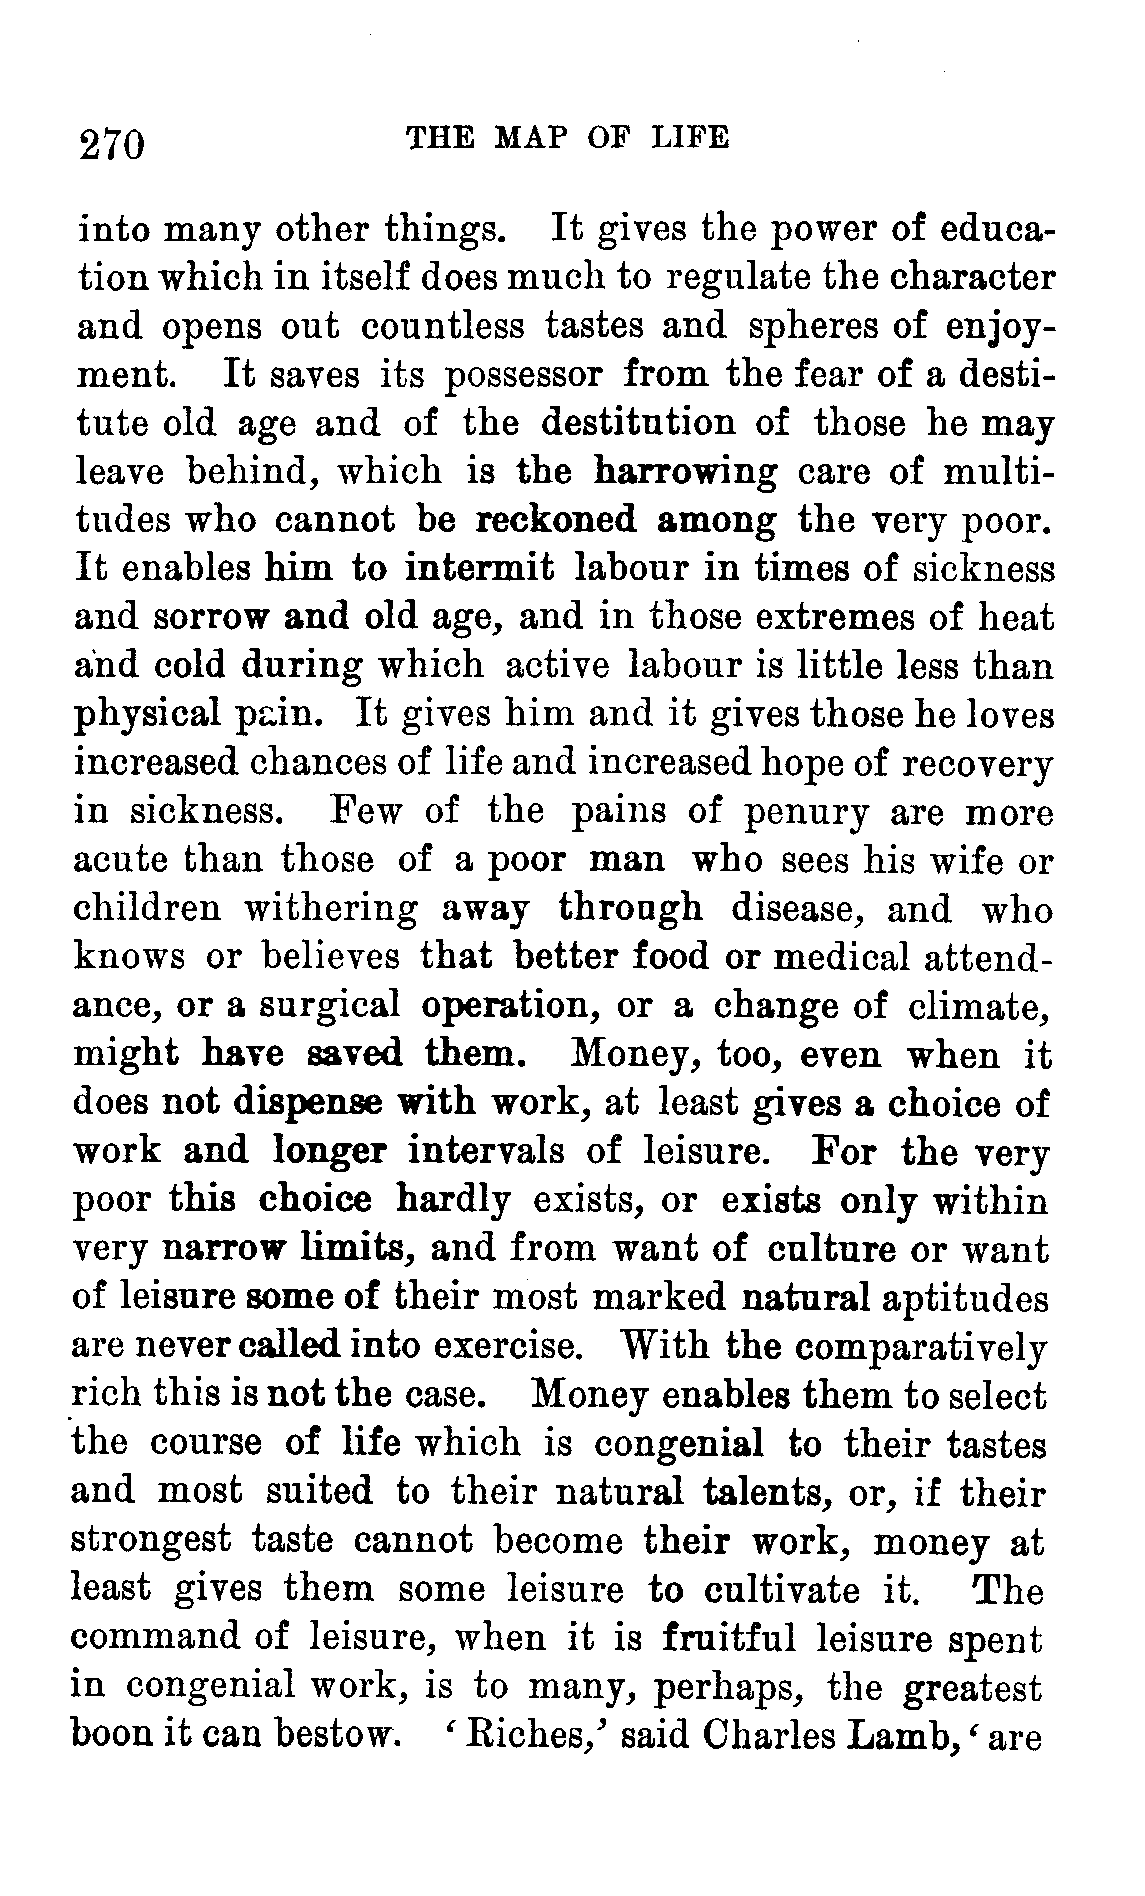 270 THE MAP OF LIFE
into many other things. It gives the power of educa-
tion which in itself does much to regulate the character
and opens out countless tastes and spheres of enjoy-
ment. It saves its possessor from the fear of a desti-
tute old age and of the destitution of those he may
leave behind, which is the harrowing care of multi-
tudes who cannot be reckoned among the very poor.
It enables him to intermit labour in times of sickness
and sorrow and old age, and in those extremes of heat
and cold during which active labour is little less than
physical pain. It gives him and it gives those he loves
increased chances of life and increased hope of recovery
in sickness. Few of the pains of penury are more
acute than those of a poor man who sees his wife or
children withering away through disease, and who
knows or believes that better food or medical attend-
ance, or a surgical operation, or a change of climate,
might have saved them. Money, too, even when it
does not dispense with work, at least gives a choice of
work and longer intervals of leisure. For the very
poor this choice hardly exists, or exists only within
very narrow limits, and from want of culture or want
of leisure some of their most marked natural aptitudes
are never called into exercise. With the comparatively
rich this is not the case. Money enables them to select
the course of life which is congenial to their tastes
and most suited to their natural talents, or, if their
strongest taste cannot become their work, money at
least gives them some leisure to cultivate it. The
command of leisure, when it is fruitful leisure spent
in congenial work, is to many, perhaps, the greatest
boon it can bestow. ‘ Riches,’ said Charles Lamb, ‘ are